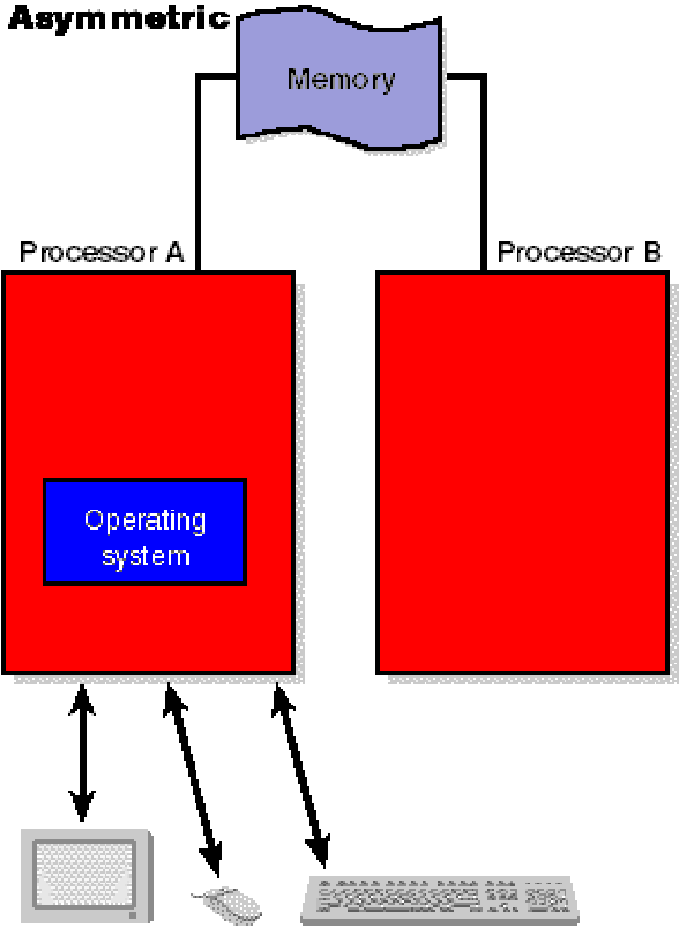 Asymmetric
Memory
Processor A
Processor B
Operating
system